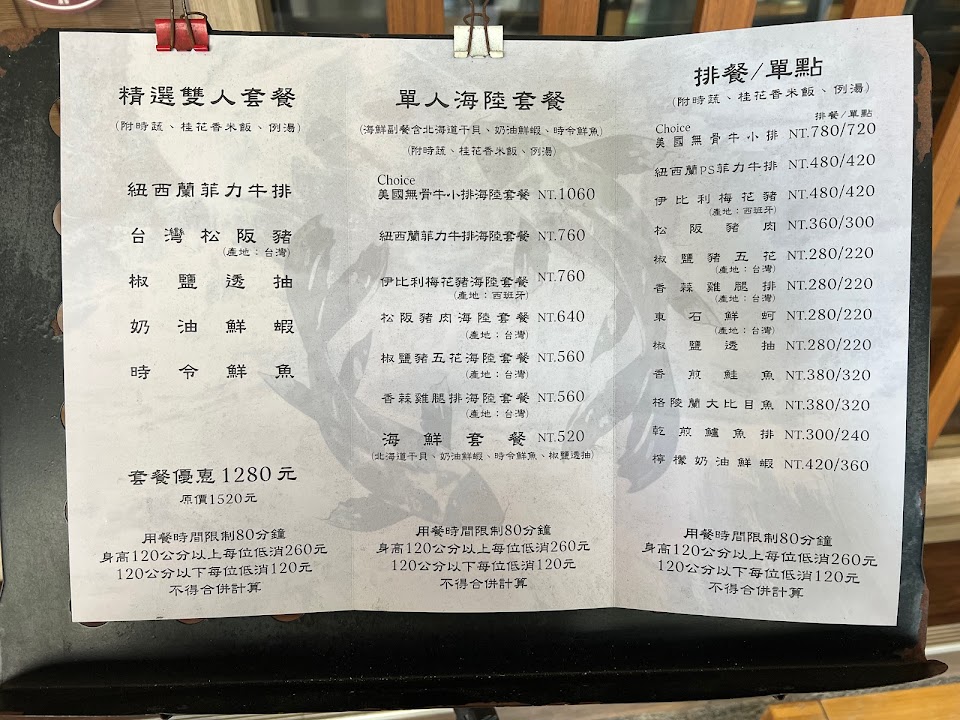 精選雙人套餐
(附時蔬、桂花香米飯、例湯)
紐西蘭菲力牛排
台灣松阪豬
(產地：台灣)
椒鹽透抽
奶油鮮蝦
時令鮮魚
套餐優惠1280元
原價1520元
用餐時間限制80分鐘
身高120公分以上每位低消260元
120公分以下每位低消120元
不得合併計算
單人海陸套餐
(海鮮副餐含北海道干貝、奶油鮮蝦、時令鮮魚)
(附時蔬、桂花香米飯、例湯)
Choice
美國無骨牛小排海陸套餐 NT.1060
紐西蘭菲力牛排海陸套餐 NT.760
伊比利梅花豬海陸套餐 NT.760
(產地：西班牙)
松阪豬肉海陸套餐 NT.640
(產地：台灣)
椒鹽豬五花海陸套餐 NT.560
(產地：台灣)
香蒜雞腿排海陸套餐 NT.560
(產地：台灣)
海鮮套餐 NT.520
(北海道干貝、奶油鮮蝦、時令鮮魚、椒鹽透抽)
用餐時間限制80分鐘
身高120公分以上每位低消260元
120公分以下每位低消120元
不得合併計算
排餐/單點
(附時蔬、桂花香米飯、例湯)
排餐/單點
Choice
美國無骨牛小排 NT.780/720
紐西蘭PS菲力牛排 NT.480/420
伊比利梅花豬 NT.480/420
(產地：西班牙)
松阪豬肉 NT.360/300
椒鹽豬五花 NT.280/220
(產地：台灣)
香蒜雞腿排 NT.280/220
(產地：台灣)
東石鮮蚵 NT.280/220
(產地：台灣)
椒鹽透抽 NT.280/220
香煎鮭魚 NT.380/320
格陵蘭大比目魚 NT.380/320
乾煎鱸魚排 NT.300/240
檸檬奶油鮮蝦 NT.420/360
用餐時間限制80分鐘
身高120公分以上每位低消260元
120公分以下每位低消120元
不得合併計算